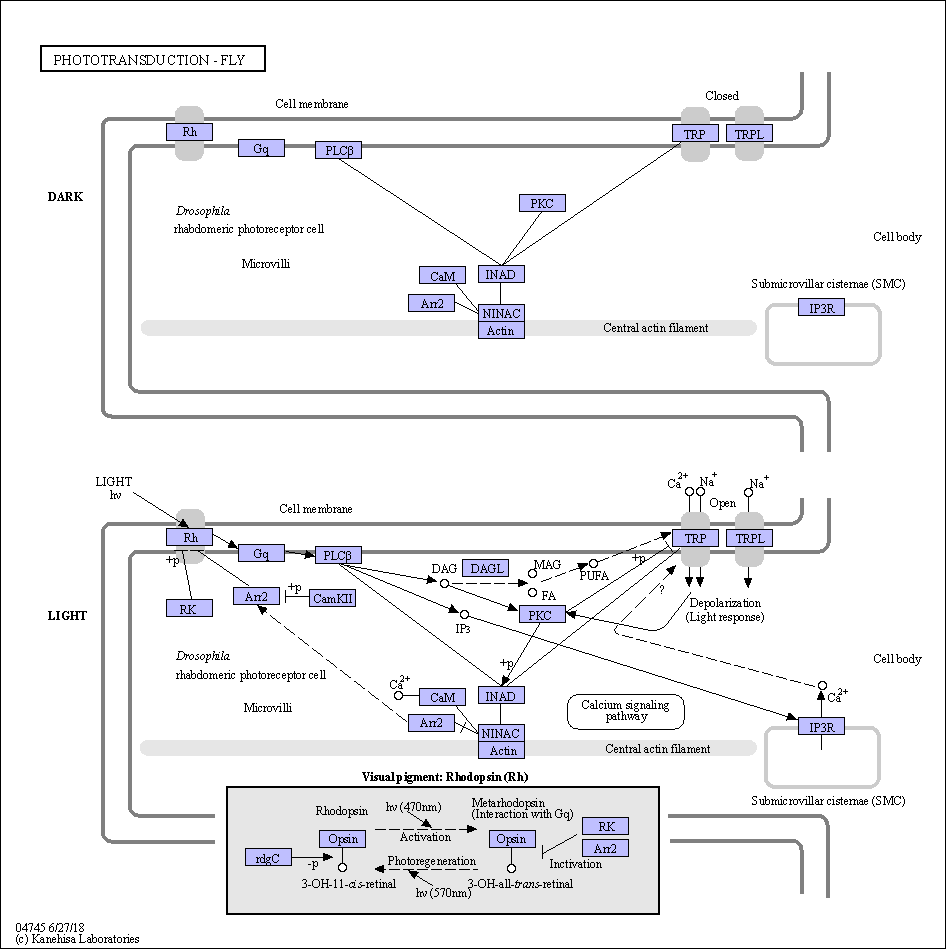 PHOTOTRANSDUCTION - FLY
Cell membrane
Closed
Rh
TRP
TRPL
Gq
PLCβ
DARK
PKC
Drosophila
rhabdomeric photoreceptor cell
Cell body
Microvilli
CaM
INAD
Submicrovillar cisternae (SMC)
Arr2
NINAC
IP3R
Actin
Central actin filament
LIGHT
hν
Ca2+
Na+
Na+
Cell membrane
Open
Rh
TRP
TRPL
Gq
PLCβ
+p
DAG
DAGL
MAG
PUFA
+p
FA
?
RK
Arr2
+p
CamKII
PKC
Depolarization
(Light response)
LIGHT
IP3
Drosophila
rhabdomeric photoreceptor cell
+p
Cell body
Ca2+
CaM
INAD
Ca2+
Microvilli
Calcium signaling
pathway
Arr2
NINAC
IP3R
Actin
Central actin filament
Visual pigment: Rhodopsin (Rh)
Submicrovillar cisternae (SMC)
Rhodopsin
hν (470nm)
Metarhodopsin
(Interaction with Gq)
RK
Opsin
Activation
Opsin
Arr2
rdgC
-p
Photoregeneration
Inctivation
3-OH-11-cis-retinal
3-OH-all-trans-retinal
hν (570nm)
04745 6/27/18
(c) Kanehisa Laboratories